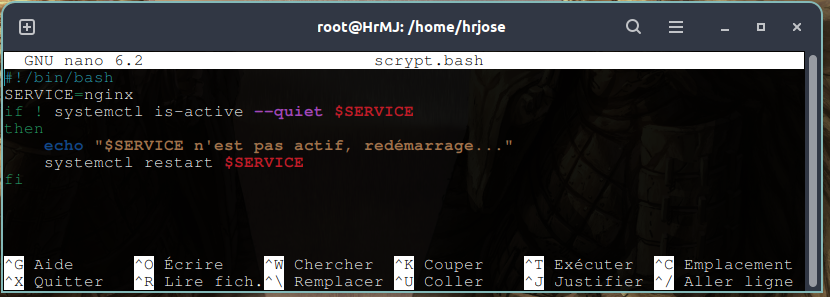 root@HrMJ: /home/hrjose
GNU nano 6.2 scrypt.bash
#!/bin/bash
SERVICE=nginx
if ! systemctl is-active --quiet $SERVICE
then
    echo "$SERVICE n'est pas actif, redémarrage..."
    systemctl restart $SERVICE
fi
^G Aide ^O Écrire ^W Chercher ^K Couper ^T Exécuter ^C Emplacement
^X Quitter ^R Lire fich. ^\ Remplacer ^U Coller ^J Justifier ^/ Aller ligne